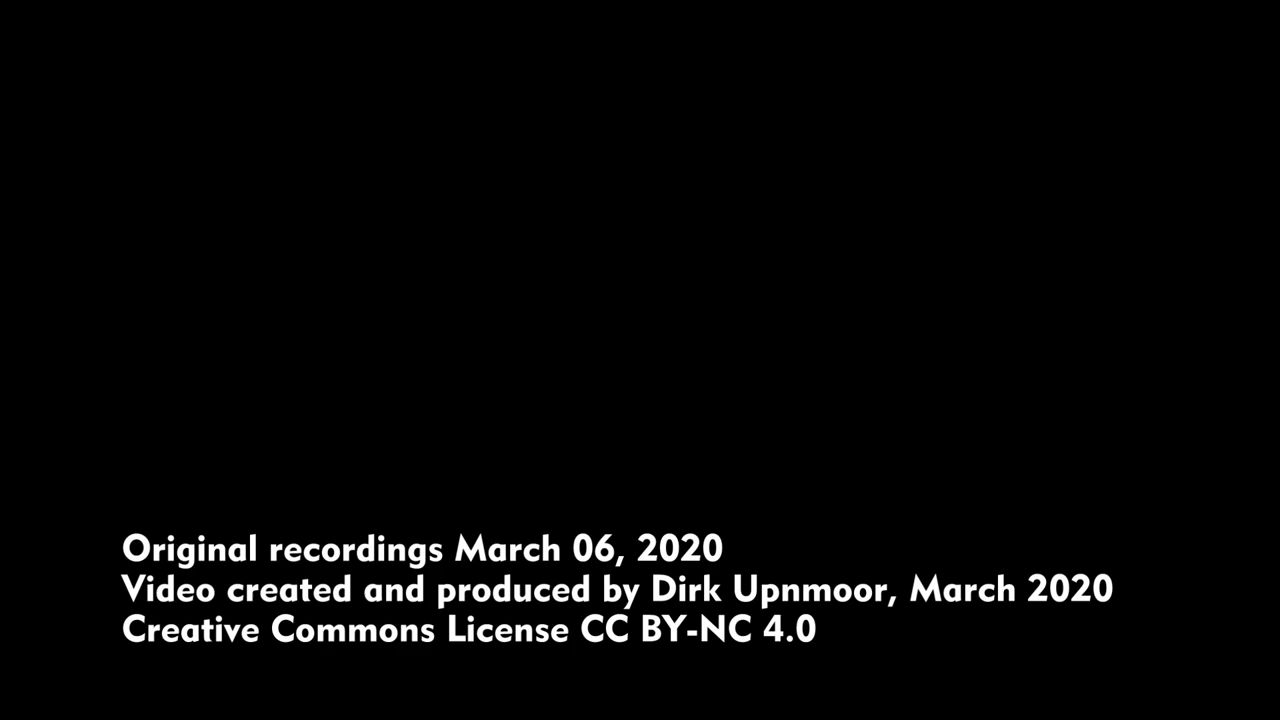 Original recordings March 06, 2020
Video created and produced by Dirk Upnmoor, March 2020
Creative Commons License CC BY-NC 4.0